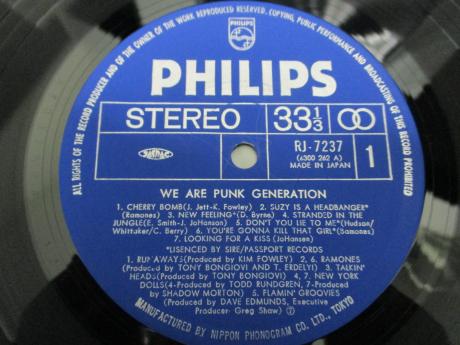 ALL RIGHTS OF THE RECORD PRODUCER AND OF THE OWNER OF THE WORK REPRODUCED RESERVED. COPYING, PUBLIC PERFORMANCE AND BROADCASTING OF THIS RECORD PROHIBITED
PHILIPS
PHILIPS
STEREO 33 1/3
RJ-7237
(6300 262 A)
MADE IN JAPAN
1
WE ARE PUNK GENERATION
1. CHERRY BOMB(J. Jett-K. Fowley) 2. SUZY IS A HEADBANGER*
(Ramones) 3. NEW FEELING*(D. Byrne) 4. STRANDED IN THE
JUNGLE(E. Smith-J. JoHanson) 5. DON'T YOU LIE TO ME*(Hudson/
Whittaker/C. Berry) 6. YOU'RE GONNA KILL THAT GIRL*(Ramones)
7. LOOKING FOR A KISS (JoHansen)
*LISENCED BY SIRE/PASSPORT RECORDS
1. RUNAWAYS(Produced by KIM FOWLEY) 2, 6. RAMONES
(Produced by TONY BONGIOVI and T. ERDELYI) 3. TALKIN'
HEADS(Produced by TONY BONGIOVI) 4, 7. NEW YORK
DOLLS(4-Produced by TODD RUNDGREN, 7-Produced
by SHADOW MORTON) 5. FLAMIN' GROOVIES
(Produced by DAVE EDMUNDS, Executive
Producer - Greg Shaw) Ⓟ
MANUFACTURED BY NIPPON PHONOGRAM CO. LTD., TOKYO